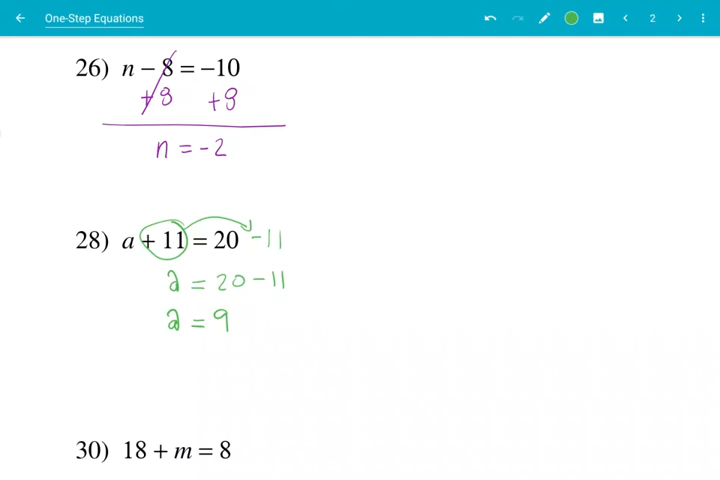 One-Step Equations
2
26) n − 8 = −10
+8 +8
n = -2
28) a + 11 = 20 -11
a = 20 - 11
a = 9
30) 18 + m = 8